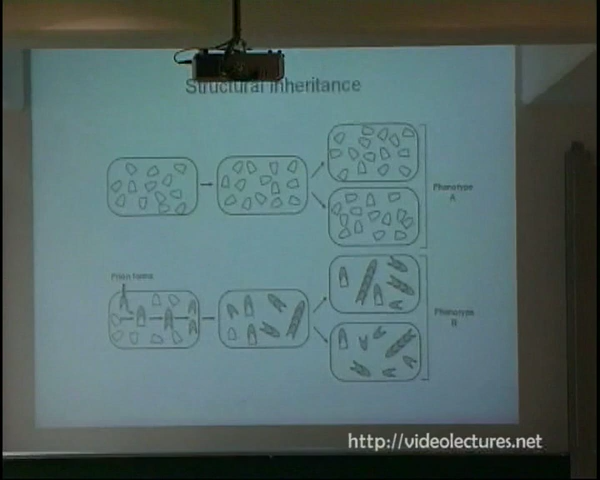 Structural Inheritance
Phenotype
A
Prion forms
Phenotype
B
http://videolectures.net